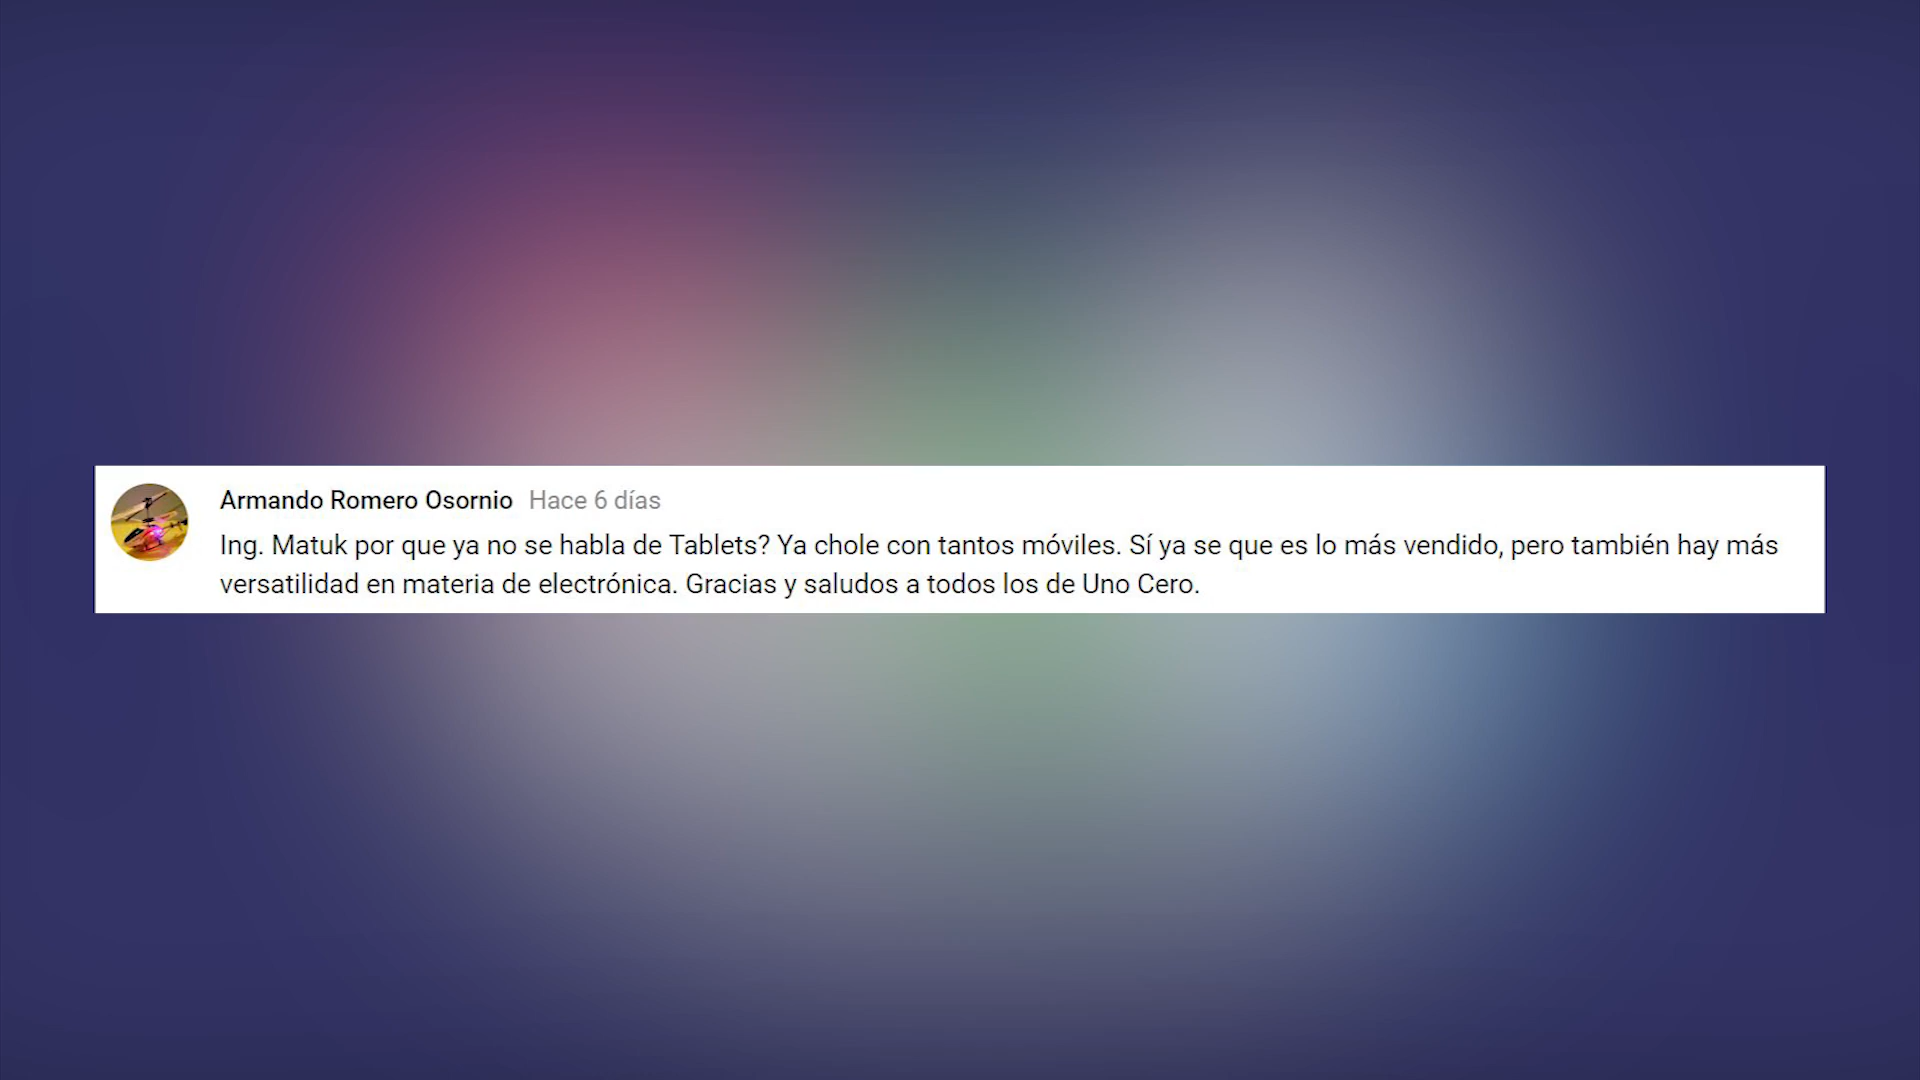 Armando Romero Osornio Hace 6 días
Ing. Matuk por que ya no se habla de Tablets? Ya chole con tantos móviles. Sí ya se que es lo más vendido, pero también hay más
versatilidad en materia de electrónica. Gracias y saludos a todos los de Uno Cero.